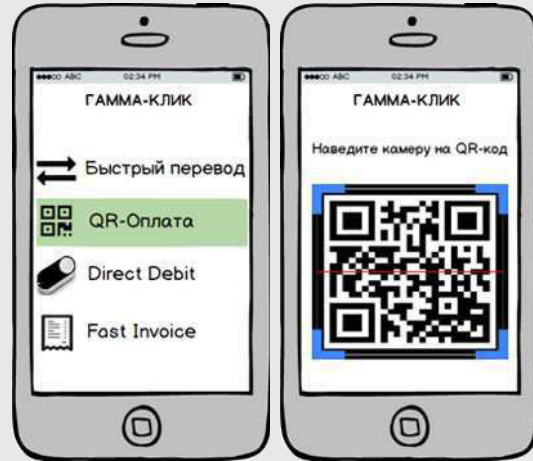 ABC 02:34 PM
ГАММА-КЛИК
Быстрый перевод
QR-Оплата
Direct Debit
Fast Invoice
ABC 02:34 PM
ГАММА-КЛИК
Наведите камеру на QR-код